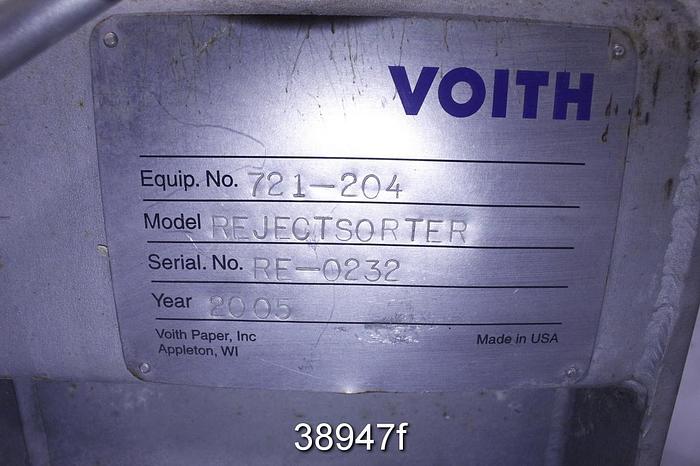 VOITH
Equip. No. 721-204
Model REJECTSORTER
Serial. No. RE-0232
Year 2005
Voith Paper, Inc
Appleton, WI
Made in USA
38947f